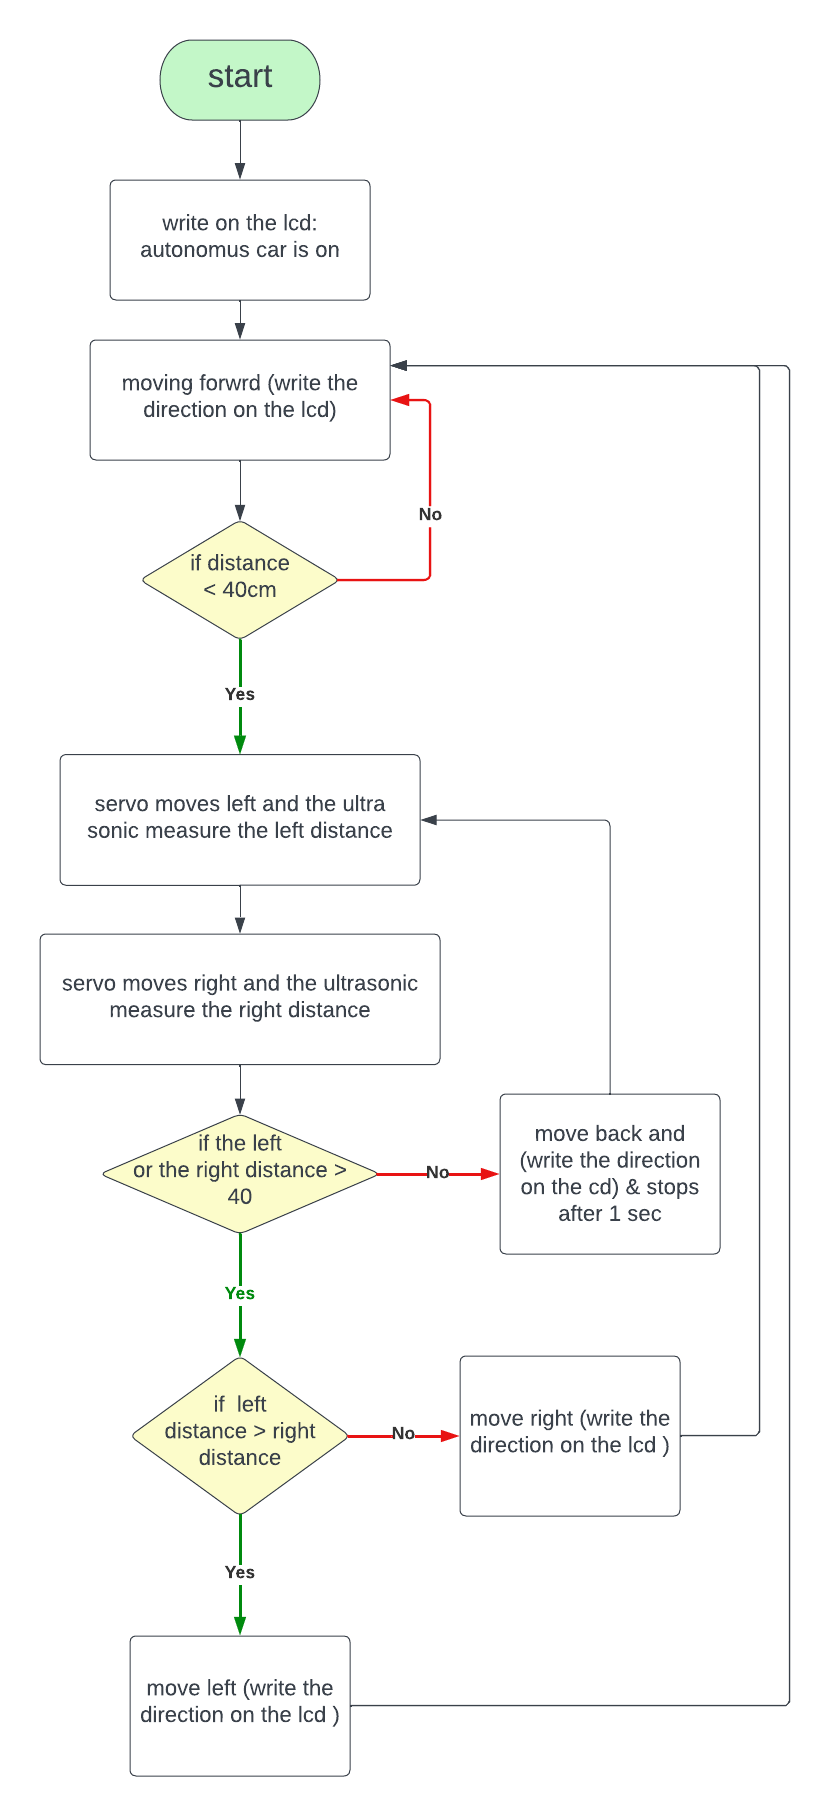 start
write on the lcd:
autonomus car is on
moving forwrd (write the
direction on the lcd)
No
if distance
< 40cm
Yes
servo moves left and the ultra
sonic measure the left distance
servo moves right and the ultrasonic
measure the right distance
if the left
or the right distance >
40
No
move back and
(write the direction
on the cd) & stops
after 1 sec
Yes
if  left
distance > right
distance
No
move right (write the
direction on the lcd )
Yes
move left (write the
direction on the lcd )